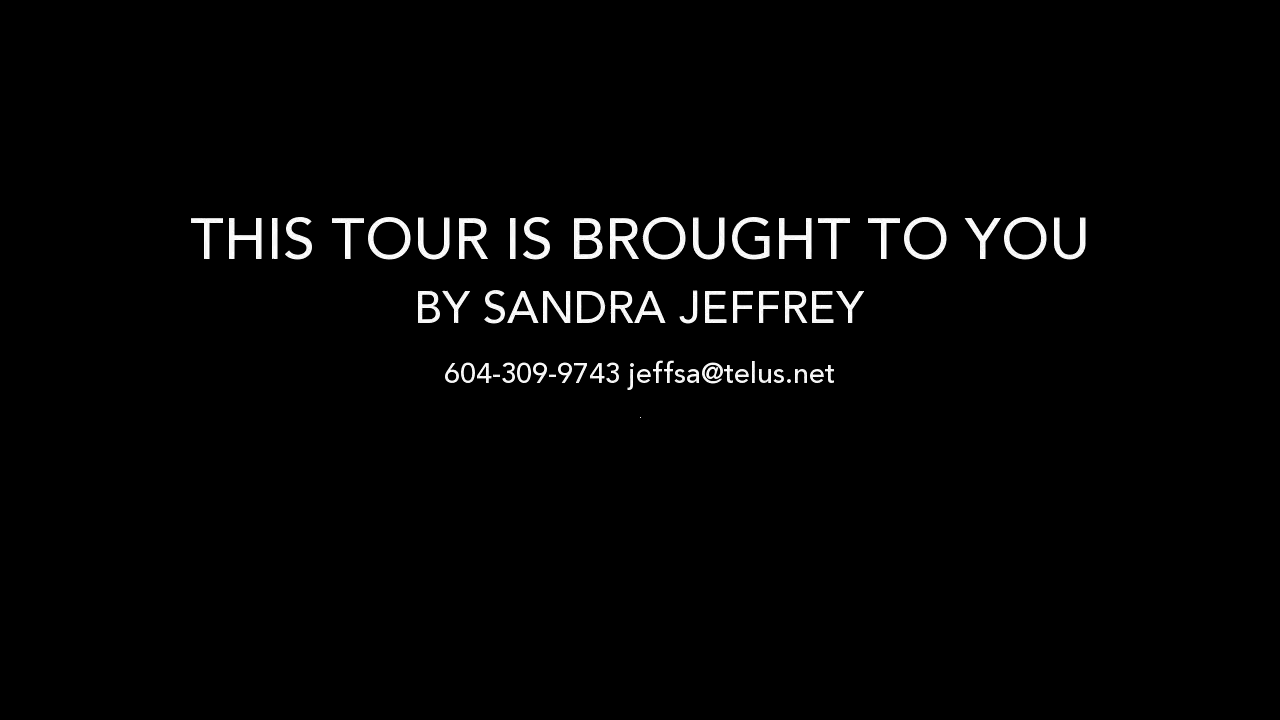 THIS TOUR IS BROUGHT TO YOU
BY SANDRA JEFFREY
604-309-9743 jeffsa@telus.net
.